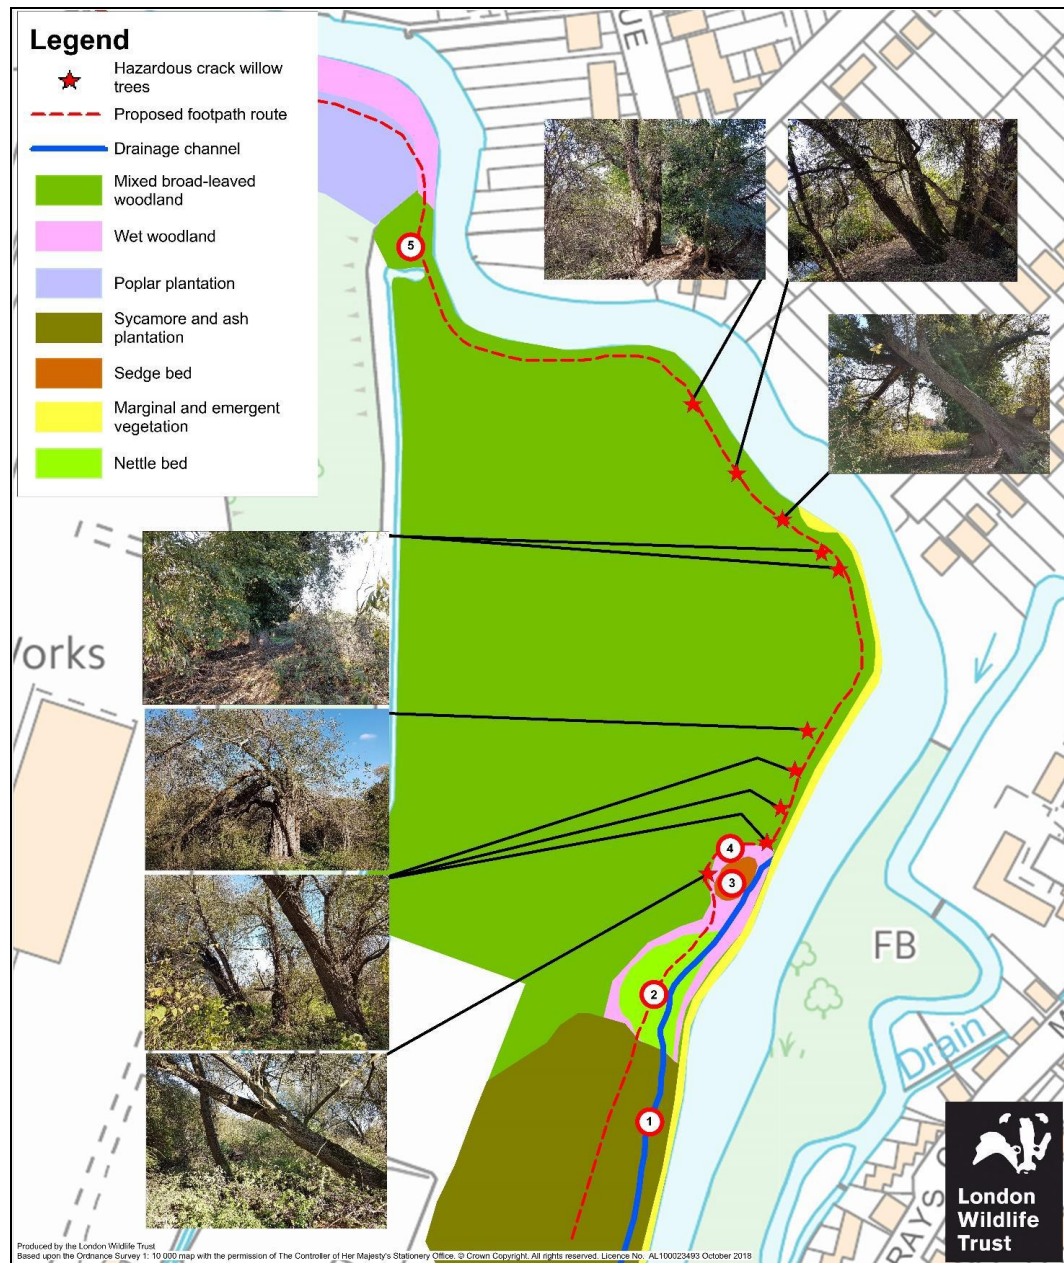 Legend
Hazardous crack willow
trees
Proposed footpath route
Drainage channel
Mixed broad-leaved
woodland
Wet woodland
Poplar plantation
Sycamore and ash
plantation
Sedge bed
Marginal and emergent
vegetation
Nettle bed
UE
5
Works
4
3
2
1
FB
Drain
RAYS
London
Wildlife
Trust
Produced by the London Wildlife Trust
Based upon the Ordnance Survey 1: 10 000 map with the permission of The Controller of Her Majesty's Stationery Office. © Crown Copyright. All rights reserved. Licence No. AL100023493 October 2018